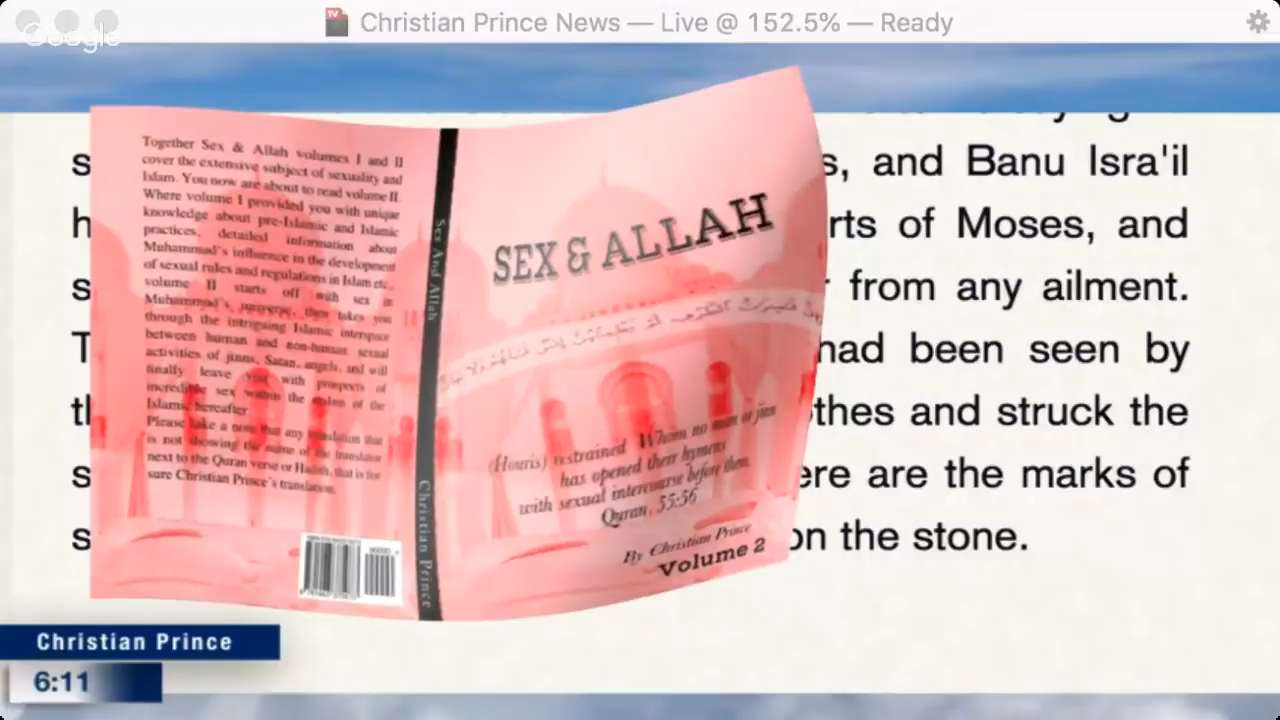 Christian Prince News — Live @ 152.5% — Ready
Google
s, and Banu Isra'il
rts of Moses, and
from any ailment.
had been seen by
othes and struck the
ere are the marks of
on the stone.
Together Sex & Allah volumes I and II
cover the extensive subject of sexuality and
Islam. You now are about to read volume II.
Where volume I provided you with unique
knowledge about pre-Islamic and Islamic
practices, detailed information about
Muhammad's influence in the development
of sexual rules and regulations in Islam etc.,
volume II starts off with sex in
Muhammad's universe, then takes you
through the intriguing Islamic interspace
between human and non-human sexual
activities of jinns, Satan, angels, and will
finally leave you with prospects of
incredible sex within the realms of the
Islamic hereafter.
Please take a note that any translation that
is not showing the name of the translator
next to the Quran verse or Hadith, that is for
sure Christian Prince's translation.
Sex And Allah
Christian Prince
SEX & ALLAH
(Houris) restrained Whom no man or jinn
has opened their hymens
with sexual intercourse before them.
Quran, 55:56
By Christian Prince
Volume 2
Christian Prince
6:11